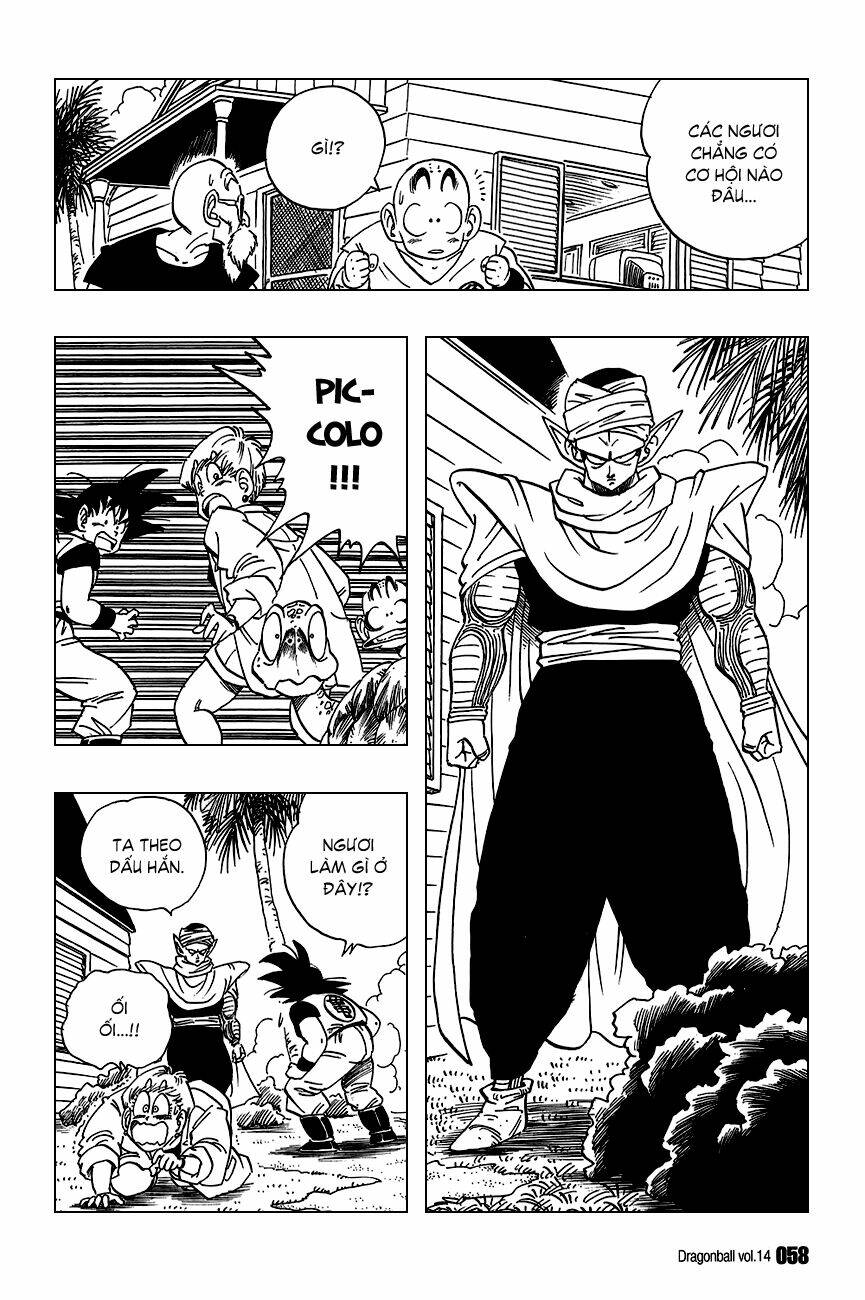 CÁC NGƯƠI
CHẲNG CÓ
CƠ HỘI NÀO
ĐÂU...
GÌ!?
PIC-
COLO
!!!
NGƯƠI
LÀM GÌ Ở
ĐÂY!?
TA THEO
DẤU HẮN.
ỐI
ỐI...!!
Dragonball vol.14 058